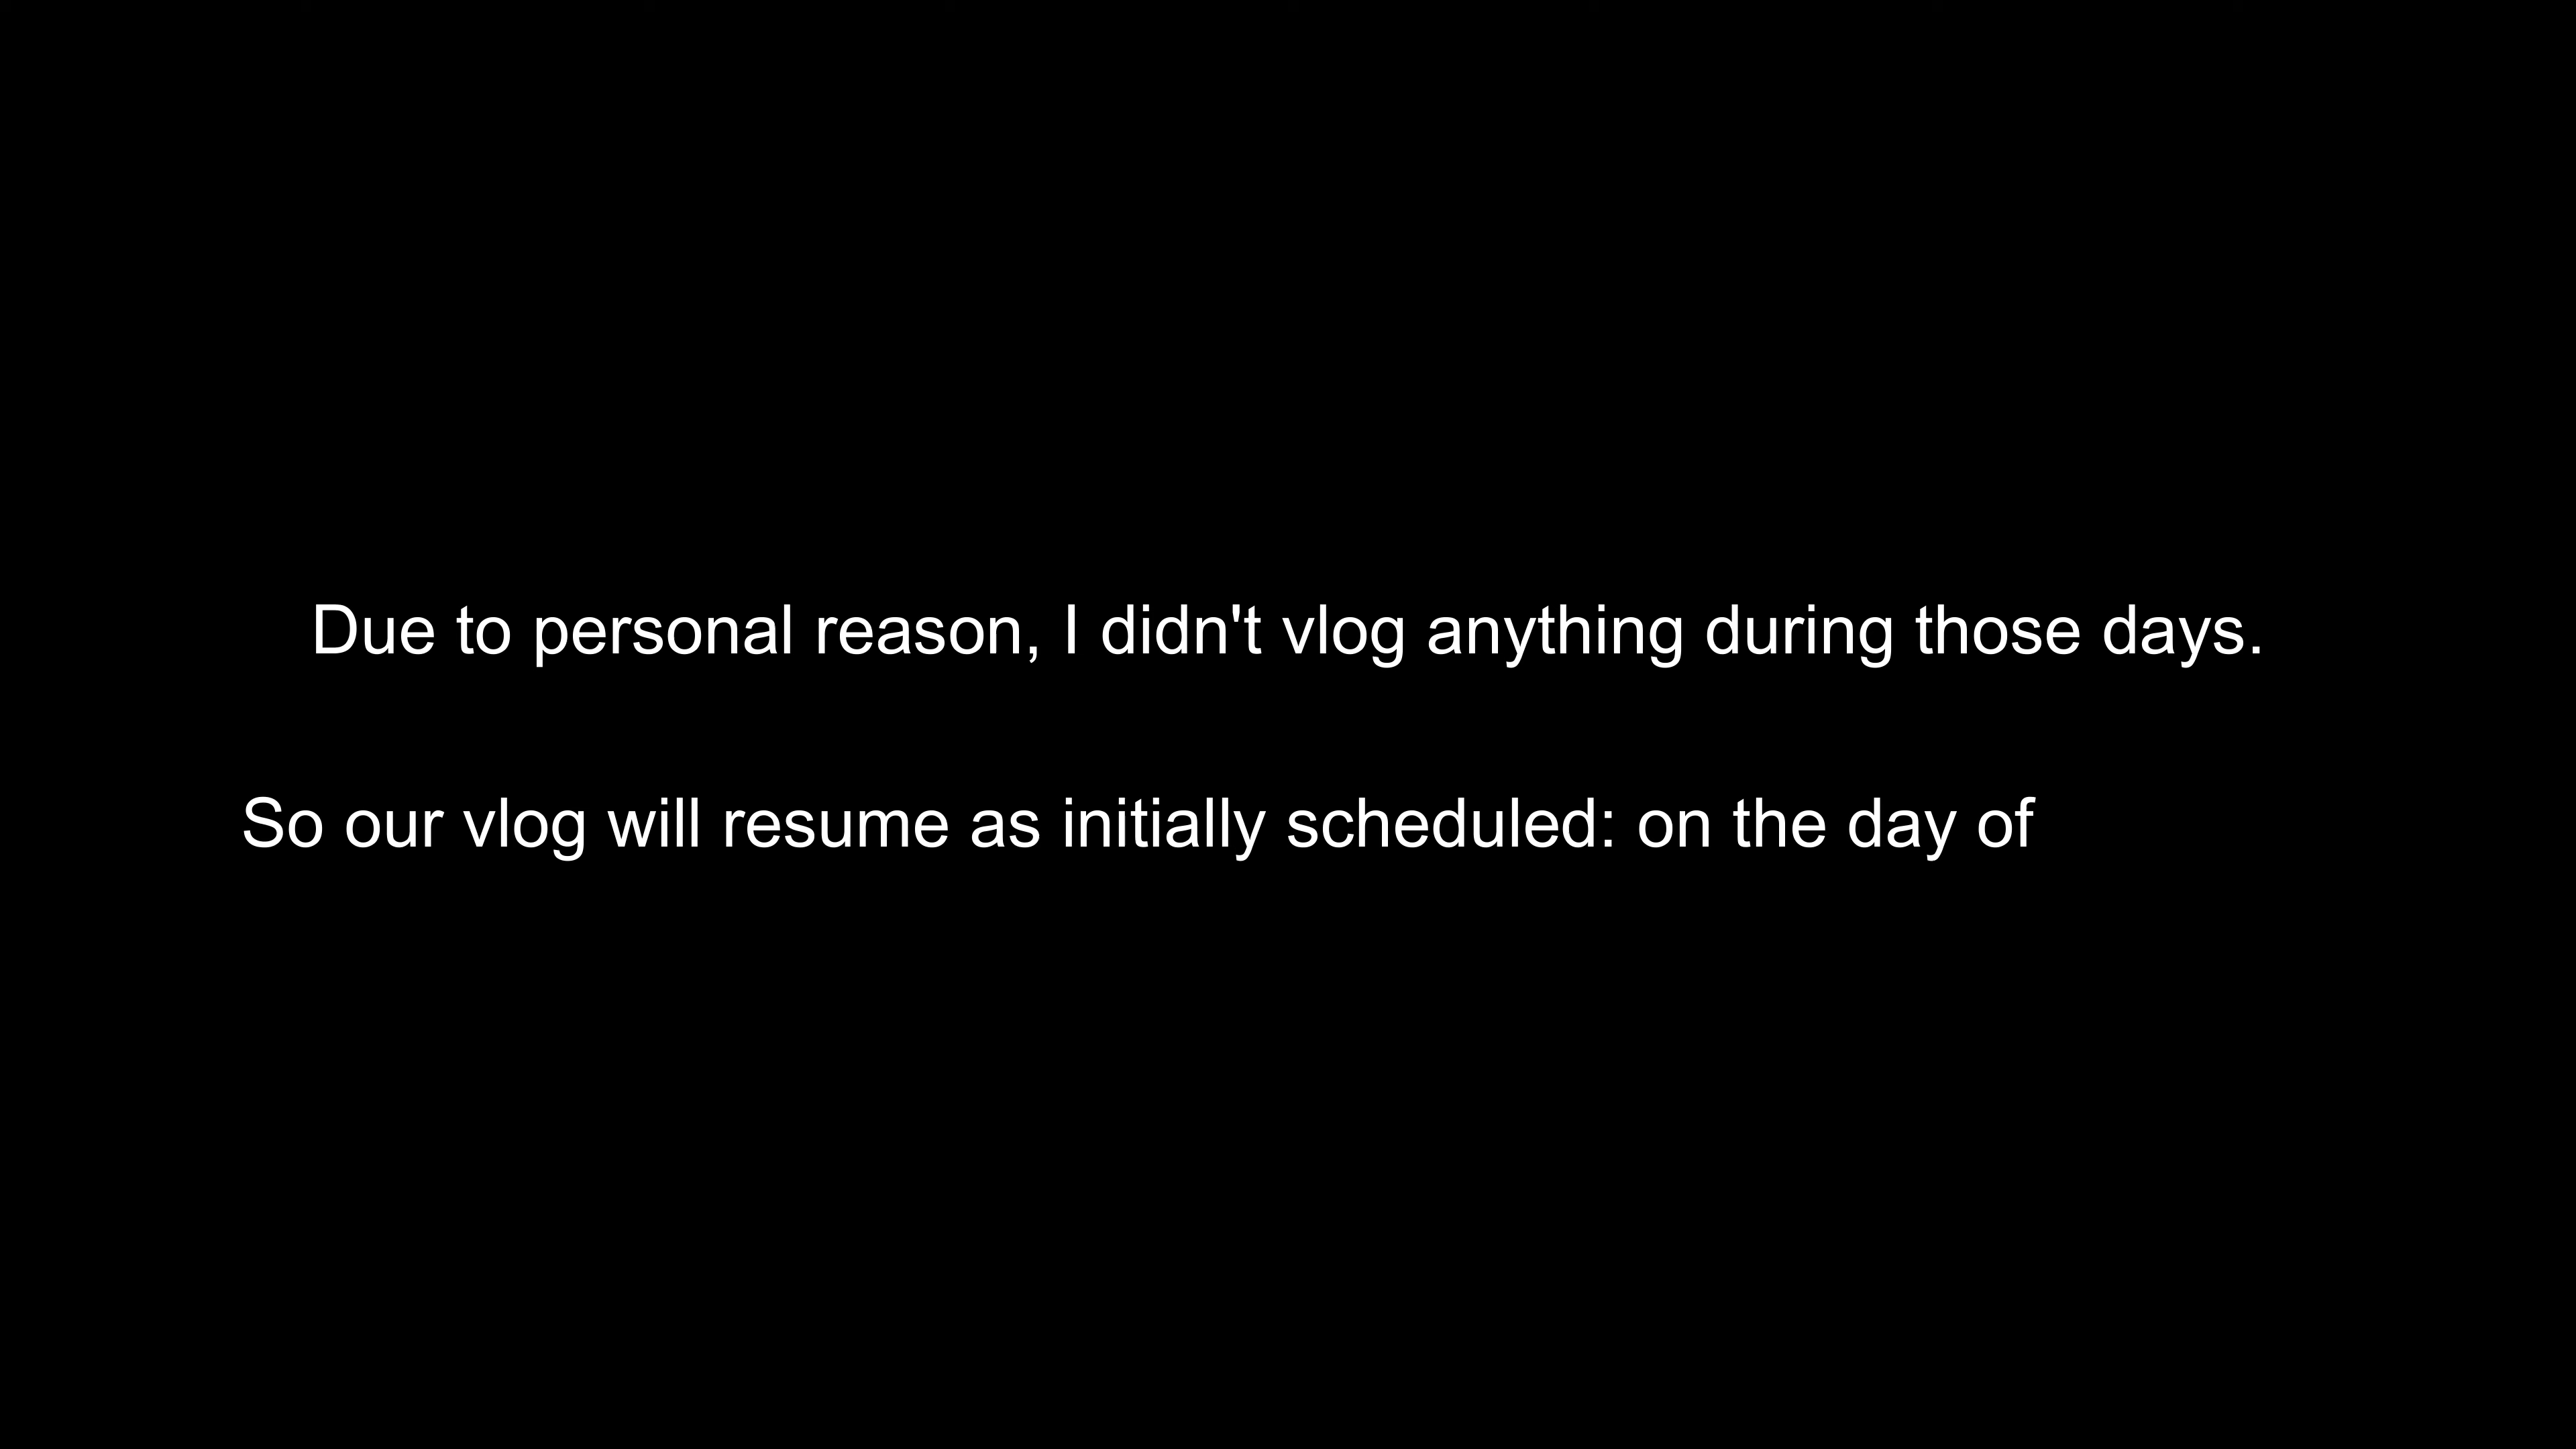 Due to personal reason, I didn't vlog anything during those days.
So our vlog will resume as initially scheduled: on the day of